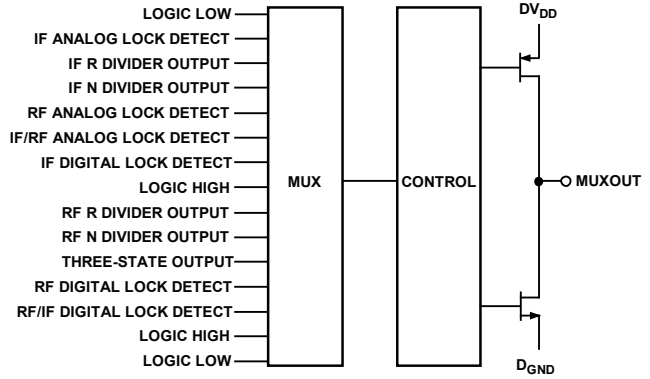 LOGIC LOW
IF ANALOG LOCK DETECT
IF R DIVIDER OUTPUT
IF N DIVIDER OUTPUT
RF ANALOG LOCK DETECT
IF/RF ANALOG LOCK DETECT
IF DIGITAL LOCK DETECT
LOGIC HIGH
RF R DIVIDER OUTPUT
RF N DIVIDER OUTPUT
THREE-STATE OUTPUT
RF DIGITAL LOCK DETECT
RF/IF DIGITAL LOCK DETECT
LOGIC HIGH
LOGIC LOW
MUX
CONTROL
DVDD
MUXOUT
DGND